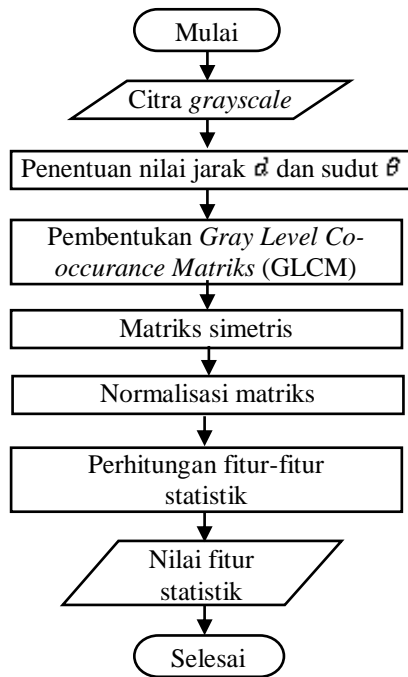 Mulai
Citra grayscale
Penentuan nilai jarak d dan sudut θ
Pembentukan Gray Level Co-
occurance Matriks (GLCM)
Matriks simetris
Normalisasi matriks
Perhitungan fitur-fitur
statistik
Nilai fitur
statistik
Selesai